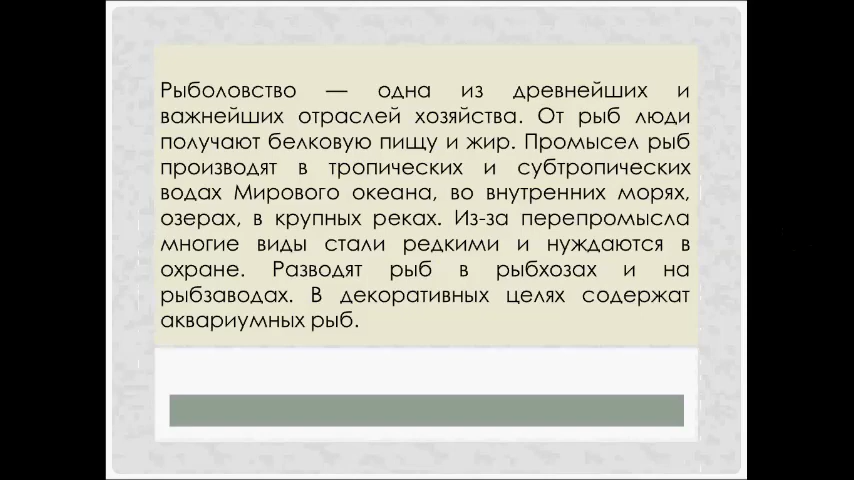 Рыболовство — одна из древнейших и
важнейших отраслей хозяйства. От рыб люди
получают белковую пищу и жир. Промысел рыб
производят в тропических и субтропических
водах Мирового океана, во внутренних морях,
озерах, в крупных реках. Из-за перепромысла
многие виды стали редкими и нуждаются в
охране. Разводят рыб в рыбхозах и на
рыбзаводах. В декоративных целях содержат
аквариумных рыб.